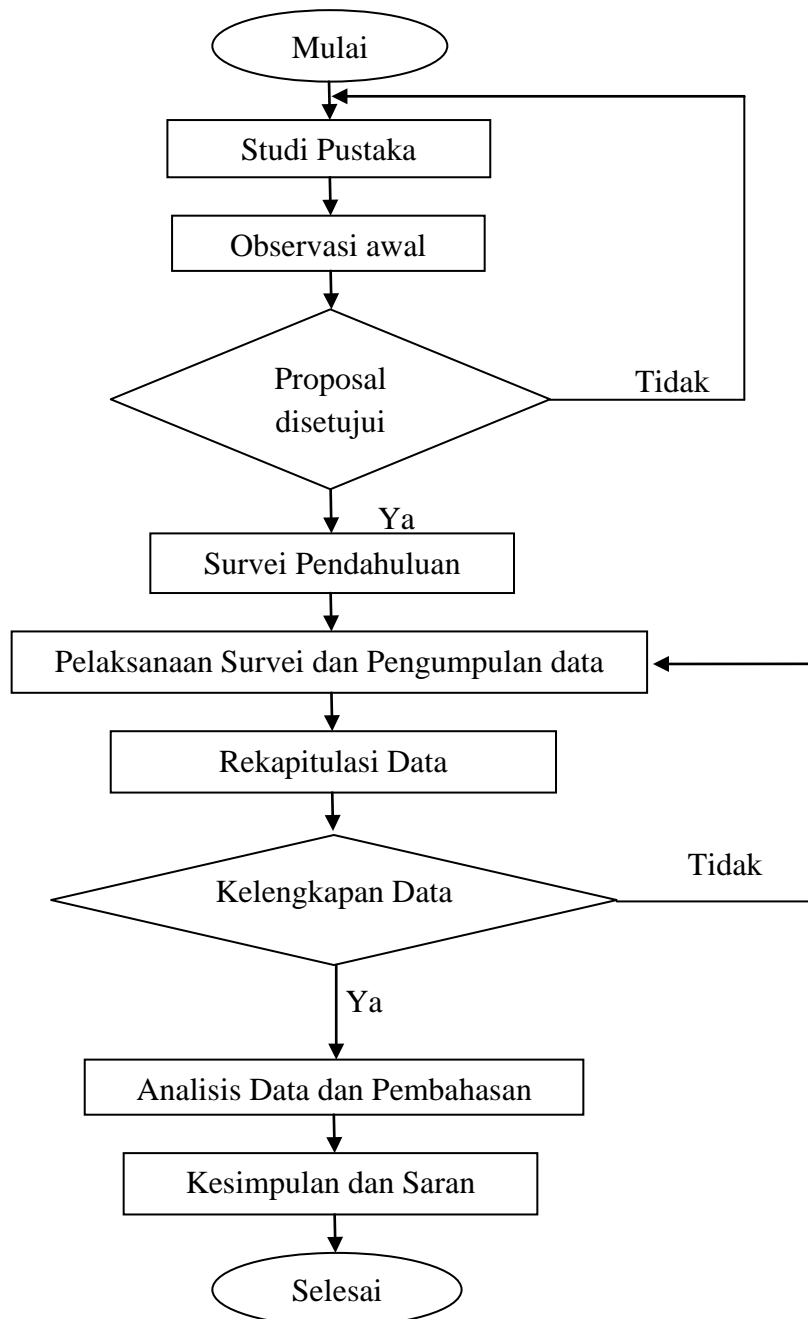 Mulai
Studi Pustaka
Observasi awal
Proposal
disetujui
Tidak
Ya
Survei Pendahuluan
Pelaksanaan Survei dan Pengumpulan data
Rekapitulasi Data
Kelengkapan Data
Tidak
Ya
Analisis Data dan Pembahasan
Kesimpulan dan Saran
Selesai